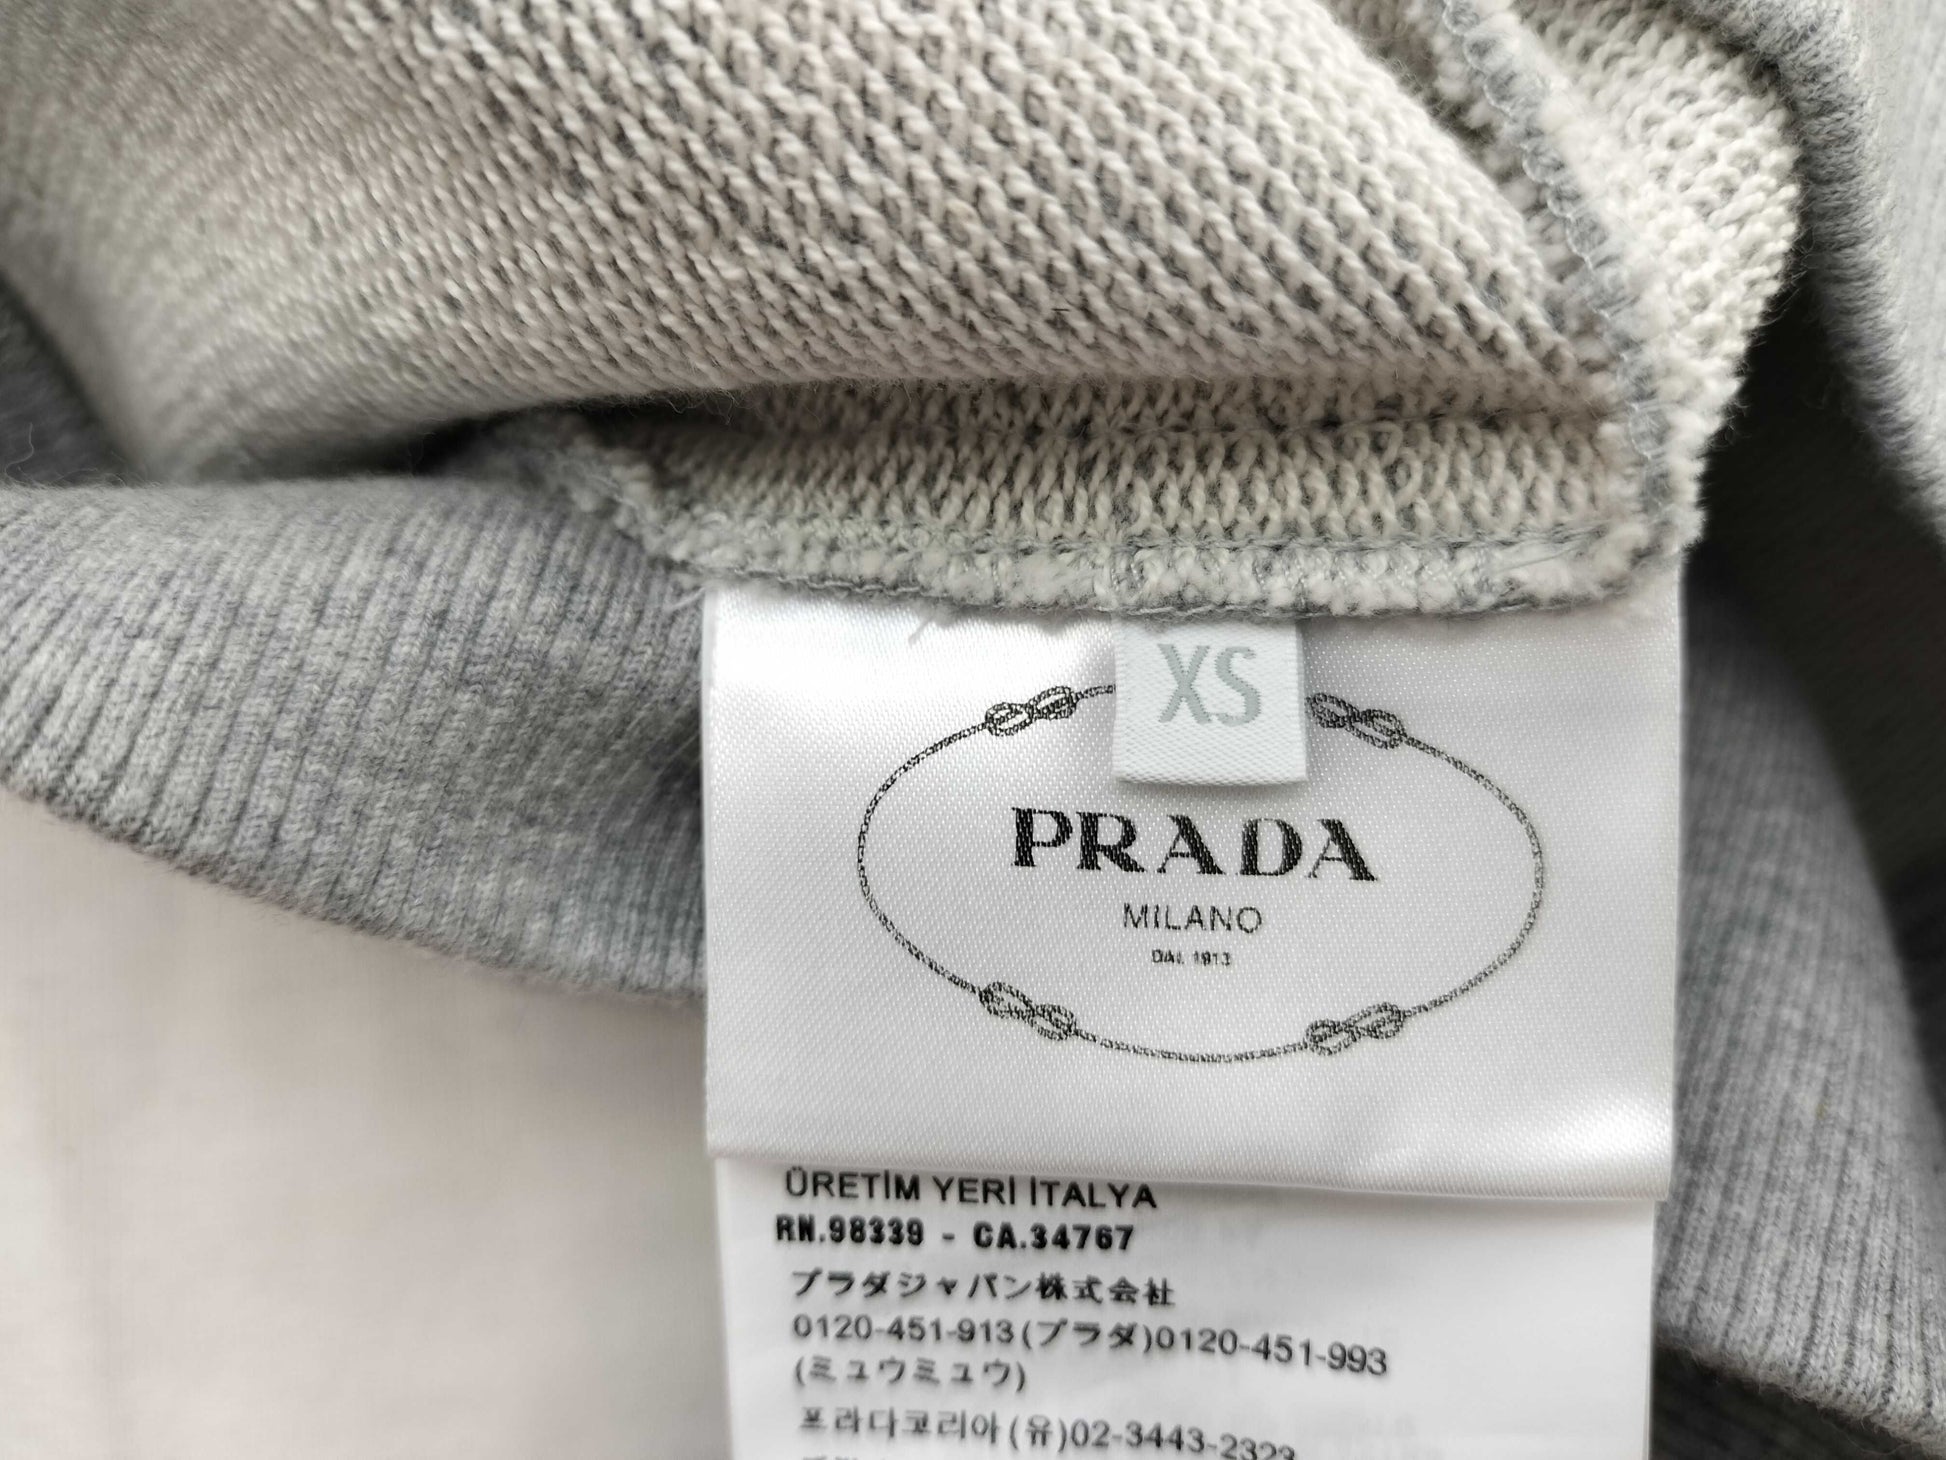 XS
PRADA
MILANO
DAL 1913
ÜRETİM YERİ İTALYA
RN.98339 - CA.34767
プラダジャパン株式会社
0120-451-913(プラダ)0120-451-993
(ミュウミュウ)
프라다코리아(유)02-3443-2323